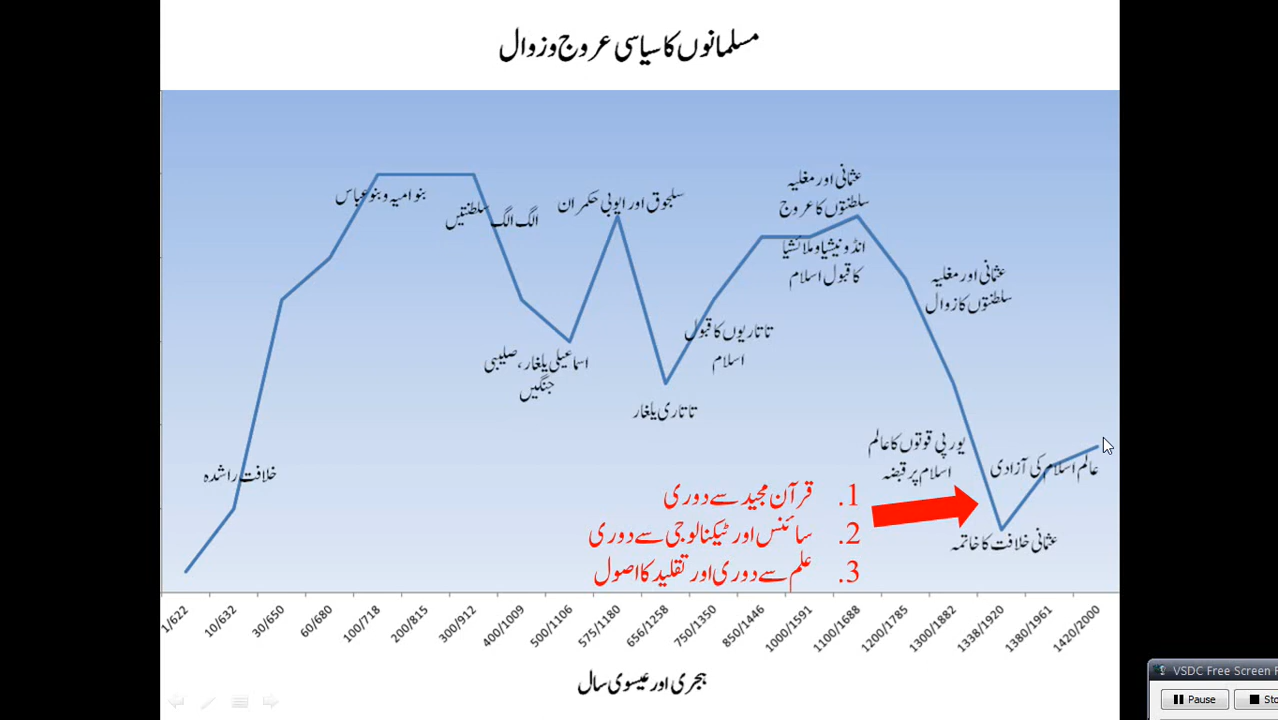 مسلمانوں کا سیاسی عروج و زوال
بنو امیہ و بنو عباس
الگ الگ سلطنتیں
سلجوق اور ایوبی حکمران
عثمانی اور مغلیہ
سلطنتوں کا عروج
انڈونیشیا و ملائشیا
کا قبول اسلام
عثمانی اور مغلیہ
سلطنتوں کا زوال
تاتاریوں کا قبول
اسلام
اسماعیلی یلغار، صلیبی
جنگیں
تاتاری یلغار
یورپی قوتوں کا عالم
اسلام پر قبضہ
عالم اسلام کی آزادی
خلافت راشدہ
1. قرآن مجید سے دوری
2. سائنس اور ٹیکنالوجی سے دوری
3. علم سے دوری اور تقلید کا اصول
عثمانی خلافت کا خاتمہ
1/622
10/632
30/650
60/680
100/718
200/815
300/912
400/1009
500/1106
575/1180
656/1258
750/1350
850/1446
1000/1591
1100/1688
1200/1785
1300/1882
1338/1920
1380/1961
1420/2000
ہجری اور عیسوی سال
VSDC Free Screen
Pause